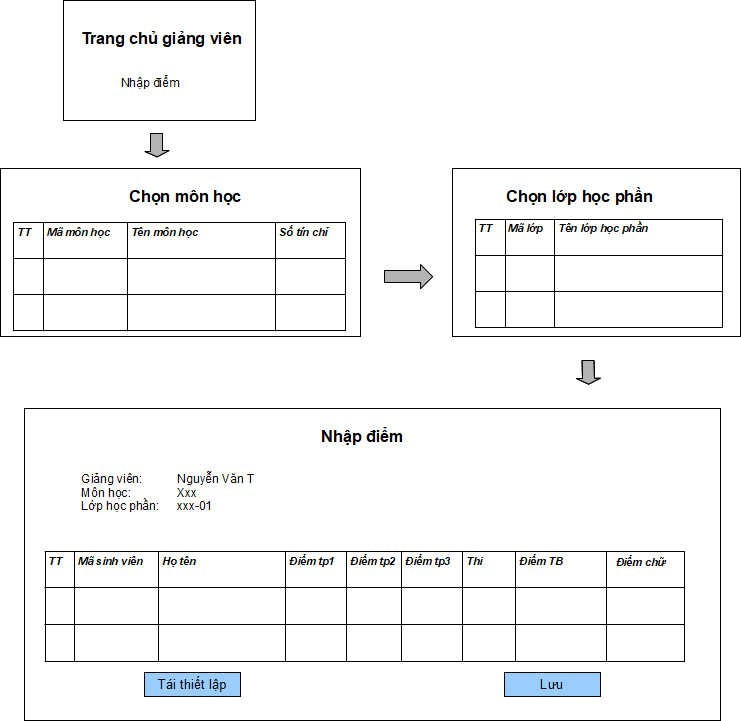 Trang chủ giảng viên
Nhập điểm
Chọn môn học
TT Mã môn học Tên môn học Số tín chỉ
Chọn lớp học phần
TT Mã lớp Tên lớp học phần
Nhập điểm
Giảng viên: Nguyễn Văn T
Môn học: Xxx
Lớp học phần: xxx-01
TT Mã sinh viên Họ tên Điểm tp1 Điểm tp2 Điểm tp3 Thi Điểm TB Điểm chữ
Tái thiết lập Lưu